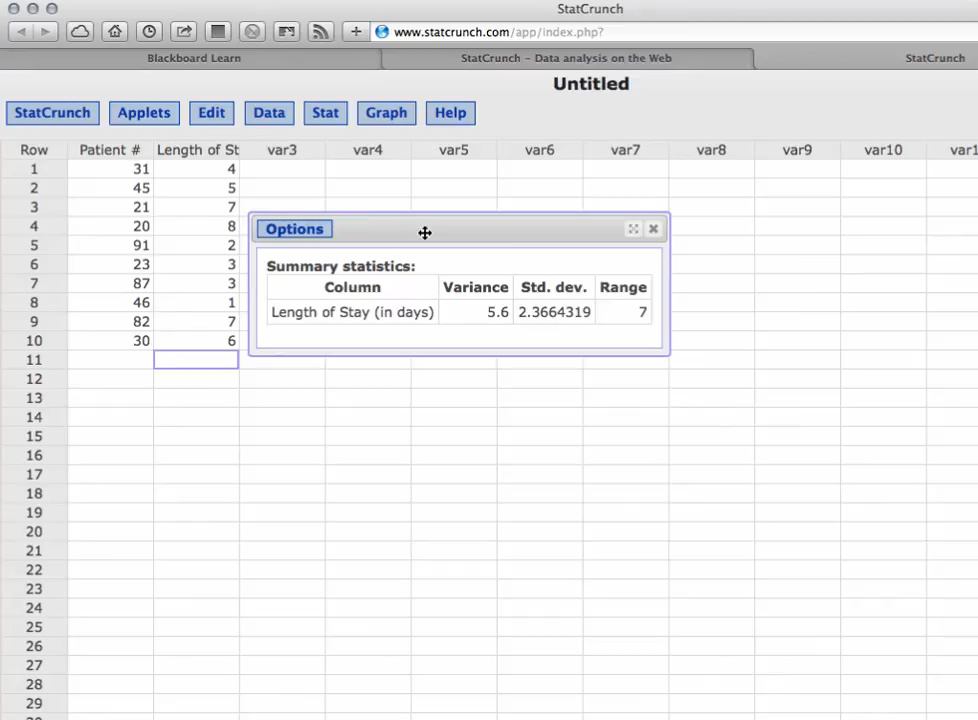 StatCrunch
www.statcrunch.com/app/index.php?
Blackboard Learn StatCrunch – Data analysis on the Web StatCrunch
Untitled
StatCrunch Applets Edit Data Stat Graph Help
Row Patient # Length of St var3 var4 var5 var6 var7 var8 var9 var10 var1
1 31 4
2 45 5
3 21 7
4 20 8
5 91 2
6 23 3
7 87 3
8 46 1
9 82 7
10 30 6
11
12
13
14
15
16
17
18
19
20
21
22
23
24
25
26
27
28
29
Options
Summary statistics:
Column Variance Std. dev. Range
Length of Stay (in days) 5.6 2.3664319 7